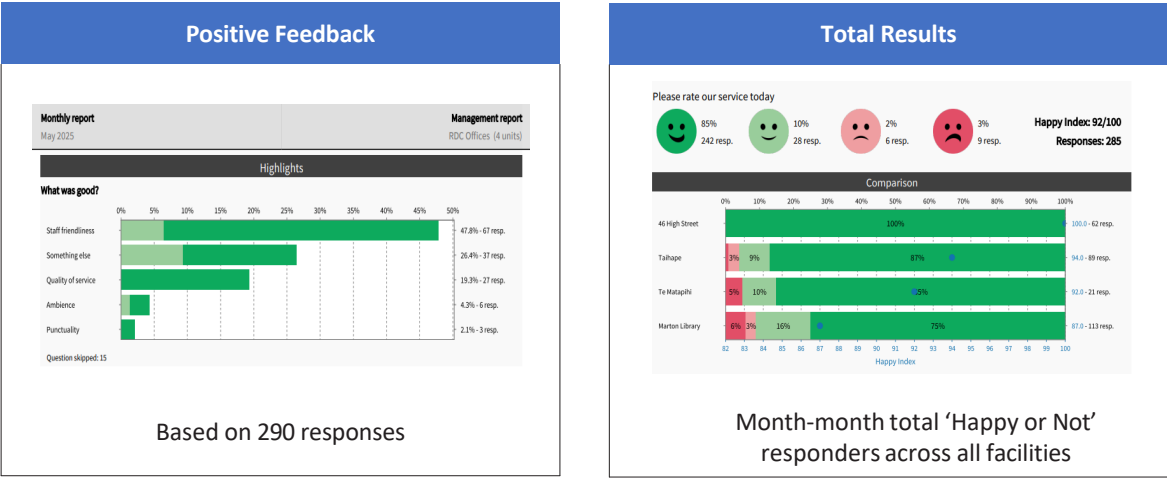 Positive Feedback
Monthly report
Management report
May 2025
RDC Offices (4 units)
Highlights
What was good?
0% 5% 10% 15% 20% 25% 30% 35% 40% 45% 50%
Staff friendliness 47.8% - 67 resp.
Something else 26.4% - 37 resp.
Quality of service 19.3% - 27 resp.
Ambience 4.3% - 6 resp.
Punctuality 2.1% - 3 resp.
Question skipped: 15
Based on 290 responses
Total Results
Please rate our service today
85% 10% 2% 3%
242 resp. 28 resp. 6 resp. 9 resp.
Happy Index: 92/100
Responses: 285
Comparison
0% 10% 20% 30% 40% 50% 60% 70% 80% 90% 100%
46 High Street 100% 100.0 - 62 resp.
Taihape 3% 9% 87% 94.0 - 89 resp.
Te Matapihi 5% 10% 85% 92.0 - 21 resp.
Marton Library 6% 3% 16% 75% 87.0 - 113 resp.
82 83 84 85 86 87 88 89 90 91 92 93 94 95 96 97 98 99 100
Happy Index
Month-month total ‘Happy or Not’
responders across all facilities